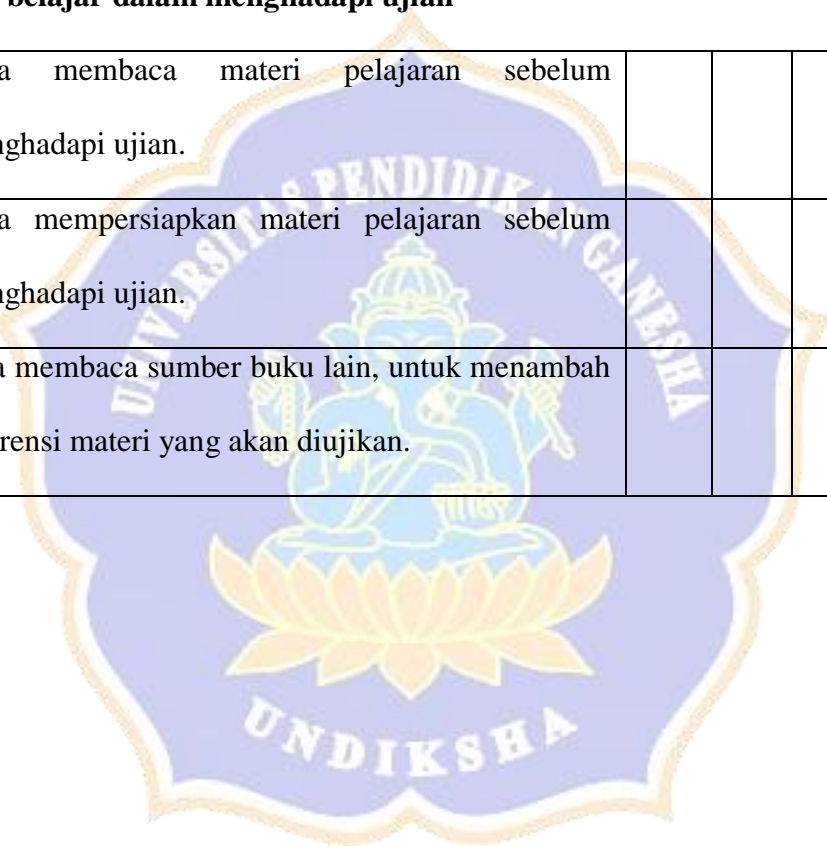 belajar dalam menghadapi ujian
a membaca materi pelajaran sebelum
nghadapi ujian.
a mempersiapkan materi pelajaran sebelum
nghadapi ujian.
a membaca sumber buku lain, untuk menambah
rensi materi yang akan diujikan.
UNIVERSITAS PENDIDIKAN GANESHA
UNDIKSHA